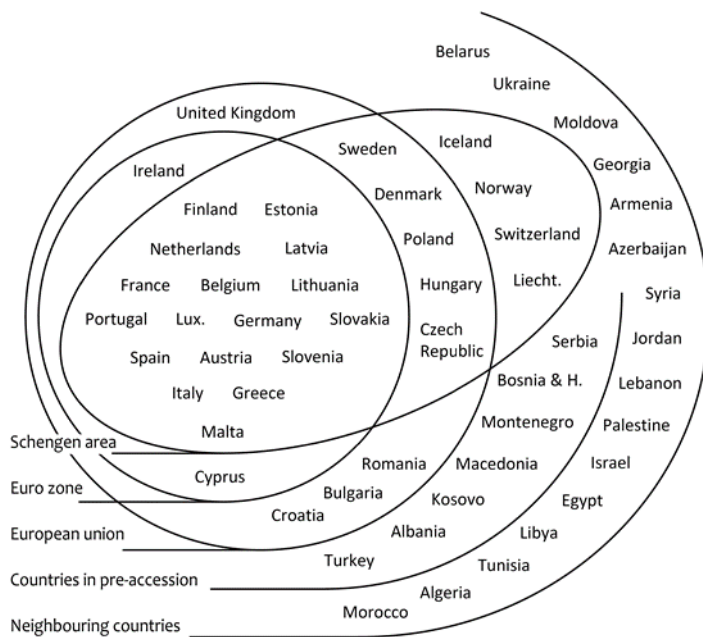 Belarus
Ukraine
United Kingdom
Moldova
Iceland
Sweden
Georgia
Ireland
Norway
Denmark
Armenia
Finland Estonia
Switzerland
Poland
Netherlands Latvia
Azerbaijan
Liecht.
France Belgium Lithuania
Hungary
Syria
Portugal Lux. Germany Slovakia
Czech
Republic
Serbia
Jordan
Spain Austria Slovenia
Bosnia & H.
Lebanon
Italy Greece
Montenegro
Palestine
Malta
Schengen area
Romania
Macedonia
Israel
Cyprus
Euro zone
Bulgaria
Kosovo
Egypt
Croatia
European union
Albania
Libya
Turkey
Tunisia
Countries in pre-accession
Algeria
Morocco
Neighbouring countries